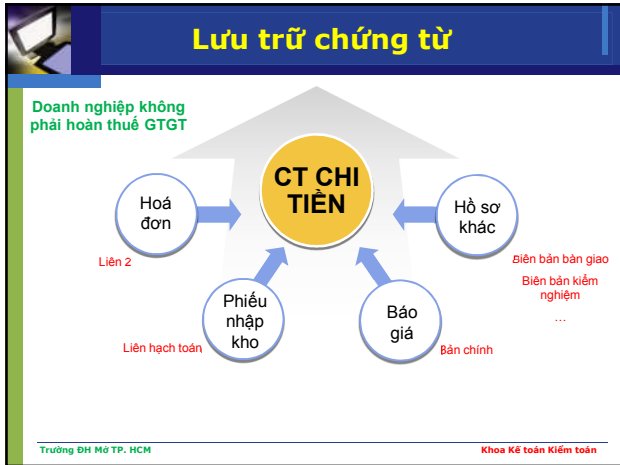 Lưu trữ chứng từ
Doanh nghiệp không
phải hoàn thuế GTGT
CT CHI
TIỀN
Hoá
đơn
Liên 2
Phiếu
nhập
kho
Liên hạch toán
Báo
giá
Bản chính
Hồ sơ
khác
Biên bản bàn giao
Biên bản kiểm
nghiệm
...
Trường ĐH Mở TP. HCM
Khoa Kế toán Kiểm toán